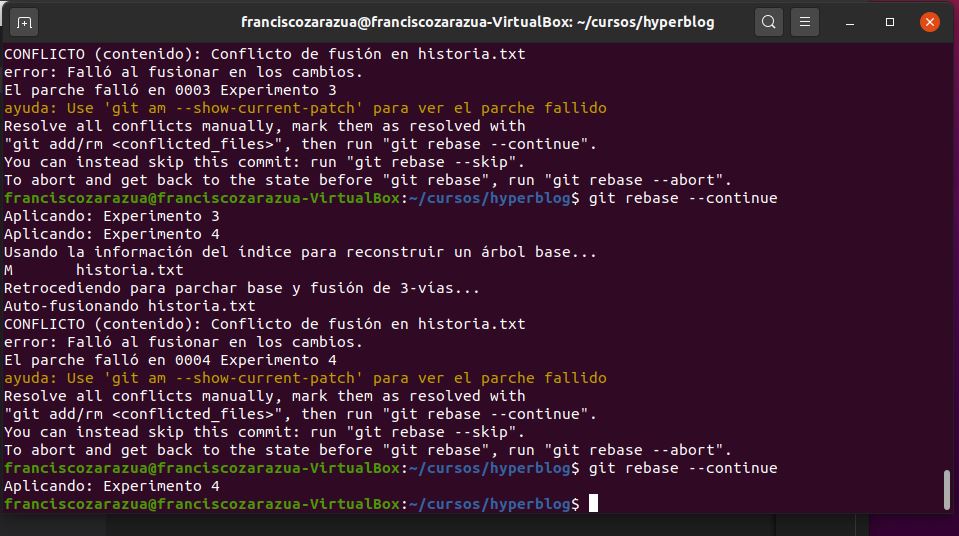 franciscozarazua@franciscozarazua-VirtualBox: ~/cursos/hyperblog
CONFLICTO (contenido): Conflicto de fusión en historia.txt
error: Falló al fusionar en los cambios.
El parche falló en 0003 Experimento 3
ayuda: Use 'git am --show-current-patch' para ver el parche fallido
Resolve all conflicts manually, mark them as resolved with
"git add/rm <conflicted_files>", then run "git rebase --continue".
You can instead skip this commit: run "git rebase --skip".
To abort and get back to the state before "git rebase", run "git rebase --abort".
franciscozarazua@franciscozarazua-VirtualBox:~/cursos/hyperblog$ git rebase --continue
Aplicando: Experimento 3
Aplicando: Experimento 4
Usando la información del índice para reconstruir un árbol base...
M       historia.txt
Retrocediendo para parchar base y fusión de 3-vías...
Auto-fusionando historia.txt
CONFLICTO (contenido): Conflicto de fusión en historia.txt
error: Falló al fusionar en los cambios.
El parche falló en 0004 Experimento 4
ayuda: Use 'git am --show-current-patch' para ver el parche fallido
Resolve all conflicts manually, mark them as resolved with
"git add/rm <conflicted_files>", then run "git rebase --continue".
You can instead skip this commit: run "git rebase --skip".
To abort and get back to the state before "git rebase", run "git rebase --abort".
franciscozarazua@franciscozarazua-VirtualBox:~/cursos/hyperblog$ git rebase --continue
Aplicando: Experimento 4
franciscozarazua@franciscozarazua-VirtualBox:~/cursos/hyperblog$